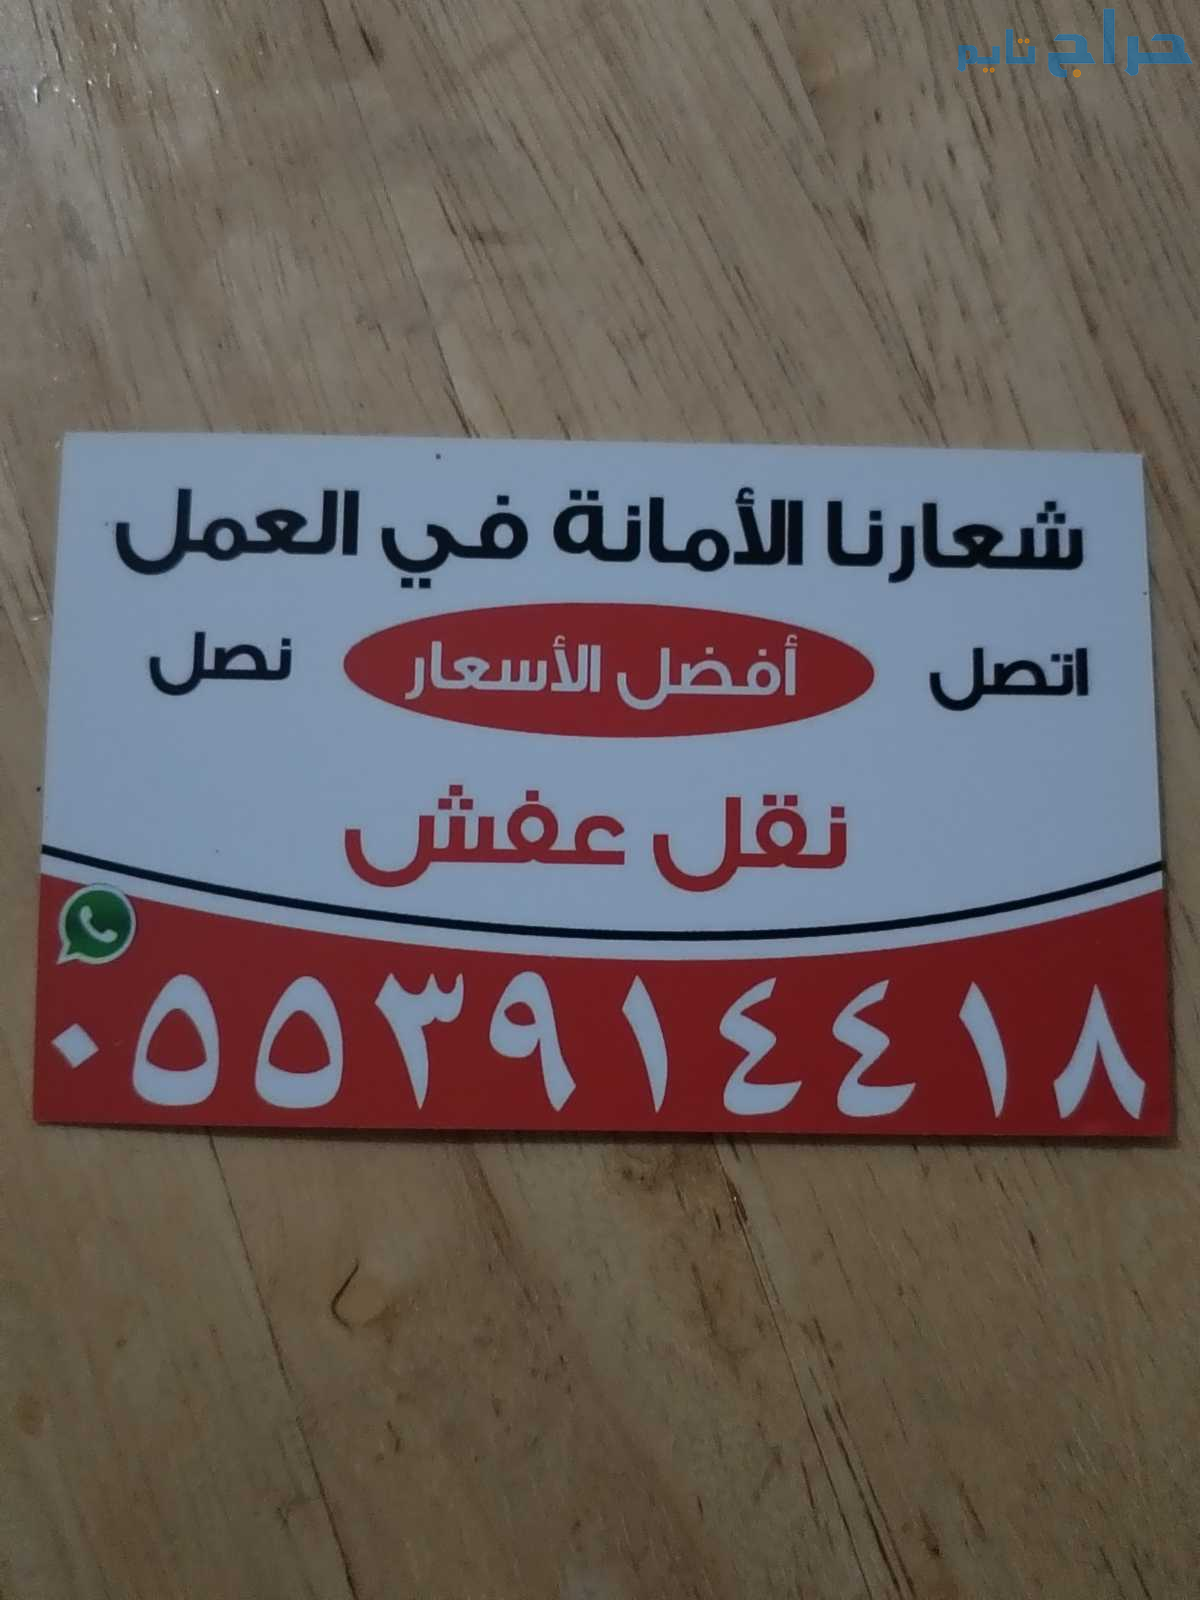 حراج تايم
شعارنا الأمانة في العمل
اتصل أفضل الأسعار نصل
نقل عفش
٠٥٥٣٩١٤٤١٨